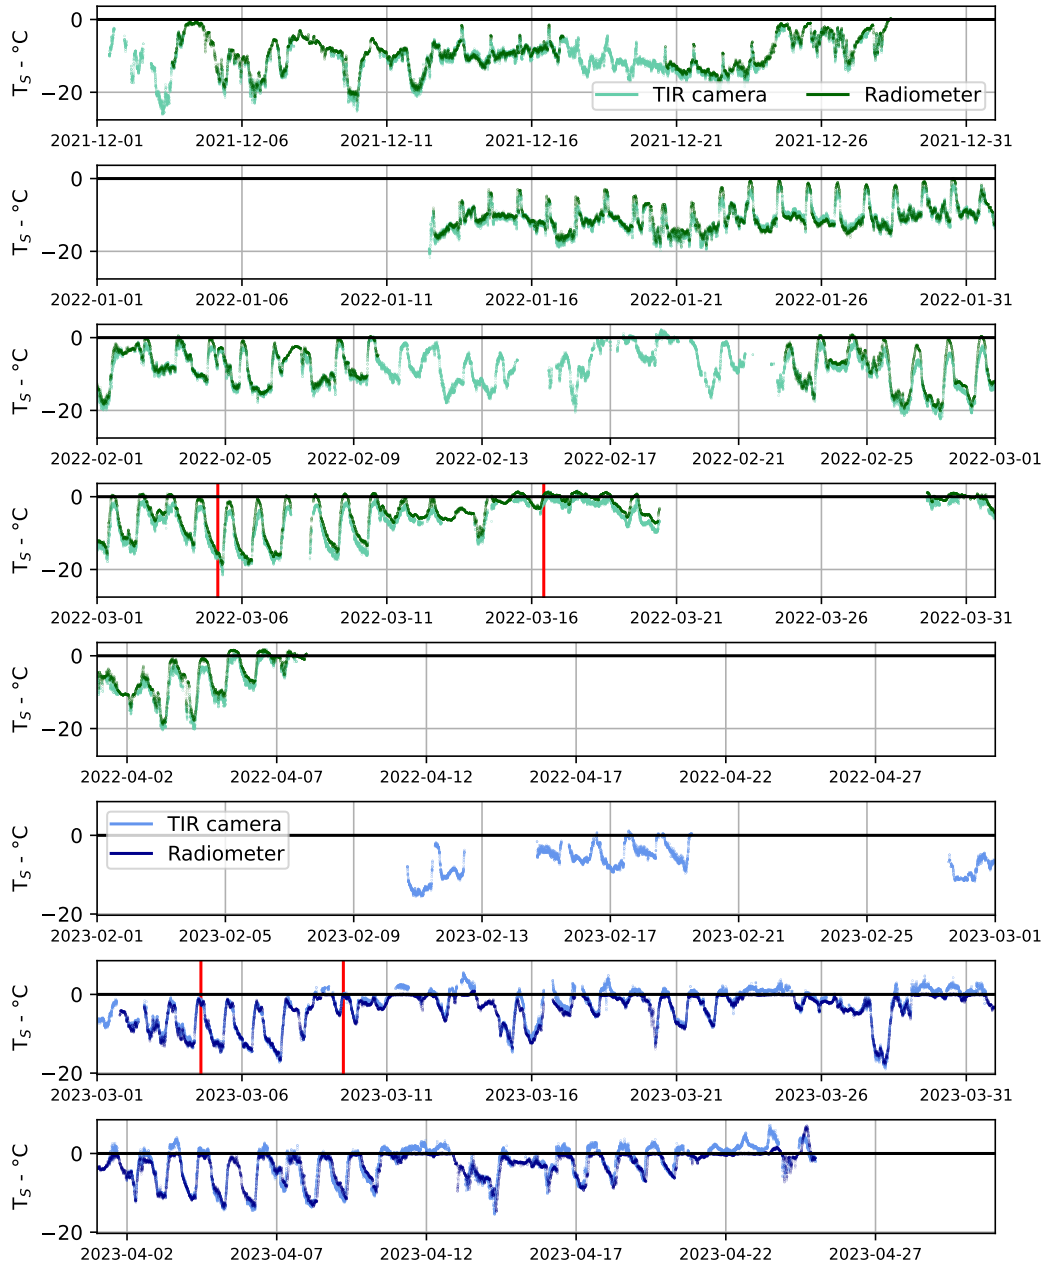 T_S - °C
0
−20
TIR camera Radiometer
2021-12-01 2021-12-06 2021-12-11 2021-12-16 2021-12-21 2021-12-26 2021-12-31
T_S - °C
0
−20
2022-01-01 2022-01-06 2022-01-11 2022-01-16 2022-01-21 2022-01-26 2022-01-31
T_S - °C
0
−20
2022-02-01 2022-02-05 2022-02-09 2022-02-13 2022-02-17 2022-02-21 2022-02-25 2022-03-01
T_S - °C
0
−20
2022-03-01 2022-03-06 2022-03-11 2022-03-16 2022-03-21 2022-03-26 2022-03-31
T_S - °C
0
−20
2022-04-02 2022-04-07 2022-04-12 2022-04-17 2022-04-22 2022-04-27
T_S - °C
TIR camera
0
Radiometer
−20
2023-02-01 2023-02-05 2023-02-09 2023-02-13 2023-02-17 2023-02-21 2023-02-25 2023-03-01
T_S - °C
0
−20
2023-03-01 2023-03-06 2023-03-11 2023-03-16 2023-03-21 2023-03-26 2023-03-31
T_S - °C
0
−20
2023-04-02 2023-04-07 2023-04-12 2023-04-17 2023-04-22 2023-04-27